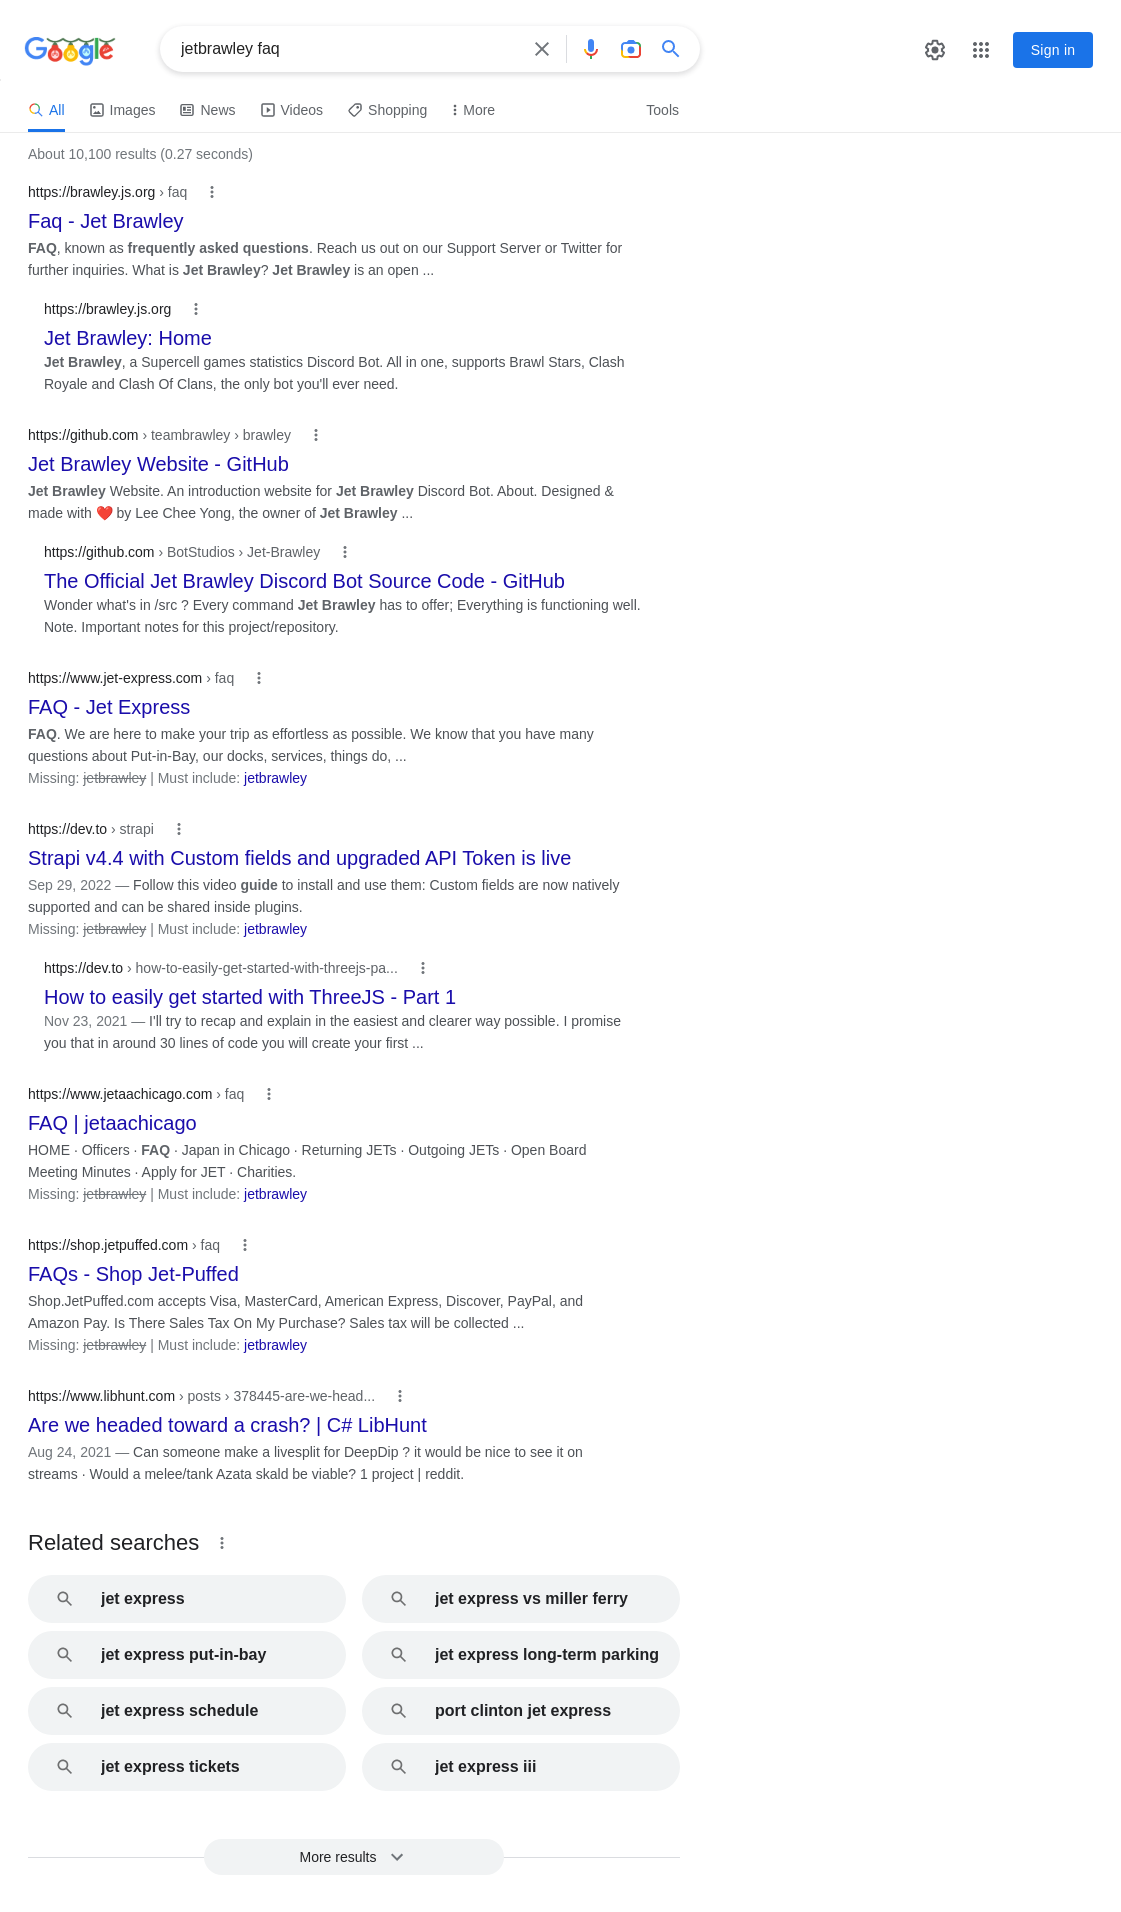 Google
jetbrawley faq
Sign in
All Images News Videos Shopping More Tools
About 10,100 results (0.27 seconds)
https://brawley.js.org › faq
Faq - Jet Brawley
FAQ, known as frequently asked questions. Reach us out on our Support Server or Twitter for
further inquiries. What is Jet Brawley? Jet Brawley is an open ...
https://brawley.js.org
Jet Brawley: Home
Jet Brawley, a Supercell games statistics Discord Bot. All in one, supports Brawl Stars, Clash
Royale and Clash Of Clans, the only bot you'll ever need.
https://github.com › teambrawley › brawley
Jet Brawley Website - GitHub
Jet Brawley Website. An introduction website for Jet Brawley Discord Bot. About. Designed &
made with ❤️ by Lee Chee Yong, the owner of Jet Brawley ...
https://github.com › BotStudios › Jet-Brawley
The Official Jet Brawley Discord Bot Source Code - GitHub
Wonder what's in /src ? Every command Jet Brawley has to offer; Everything is functioning well.
Note. Important notes for this project/repository.
https://www.jet-express.com › faq
FAQ - Jet Express
FAQ. We are here to make your trip as effortless as possible. We know that you have many
questions about Put-in-Bay, our docks, services, things do, ...
Missing: jetbrawley | Must include: jetbrawley
https://dev.to › strapi
Strapi v4.4 with Custom fields and upgraded API Token is live
Sep 29, 2022 — Follow this video guide to install and use them: Custom fields are now natively
supported and can be shared inside plugins.
Missing: jetbrawley | Must include: jetbrawley
https://dev.to › how-to-easily-get-started-with-threejs-pa...
How to easily get started with ThreeJS - Part 1
Nov 23, 2021 — I'll try to recap and explain in the easiest and clearer way possible. I promise
you that in around 30 lines of code you will create your first ...
https://www.jetaachicago.com › faq
FAQ | jetaachicago
HOME · Officers · FAQ · Japan in Chicago · Returning JETs · Outgoing JETs · Open Board
Meeting Minutes · Apply for JET · Charities.
Missing: jetbrawley | Must include: jetbrawley
https://shop.jetpuffed.com › faq
FAQs - Shop Jet-Puffed
Shop.JetPuffed.com accepts Visa, MasterCard, American Express, Discover, PayPal, and
Amazon Pay. Is There Sales Tax On My Purchase? Sales tax will be collected ...
Missing: jetbrawley | Must include: jetbrawley
https://www.libhunt.com › posts › 378445-are-we-head...
Are we headed toward a crash? | C# LibHunt
Aug 24, 2021 — Can someone make a livesplit for DeepDip ? it would be nice to see it on
streams · Would a melee/tank Azata skald be viable? 1 project | reddit.
Related searches
jet express
jet express vs miller ferry
jet express put-in-bay
jet express long-term parking
jet express schedule
port clinton jet express
jet express tickets
jet express iii
More results